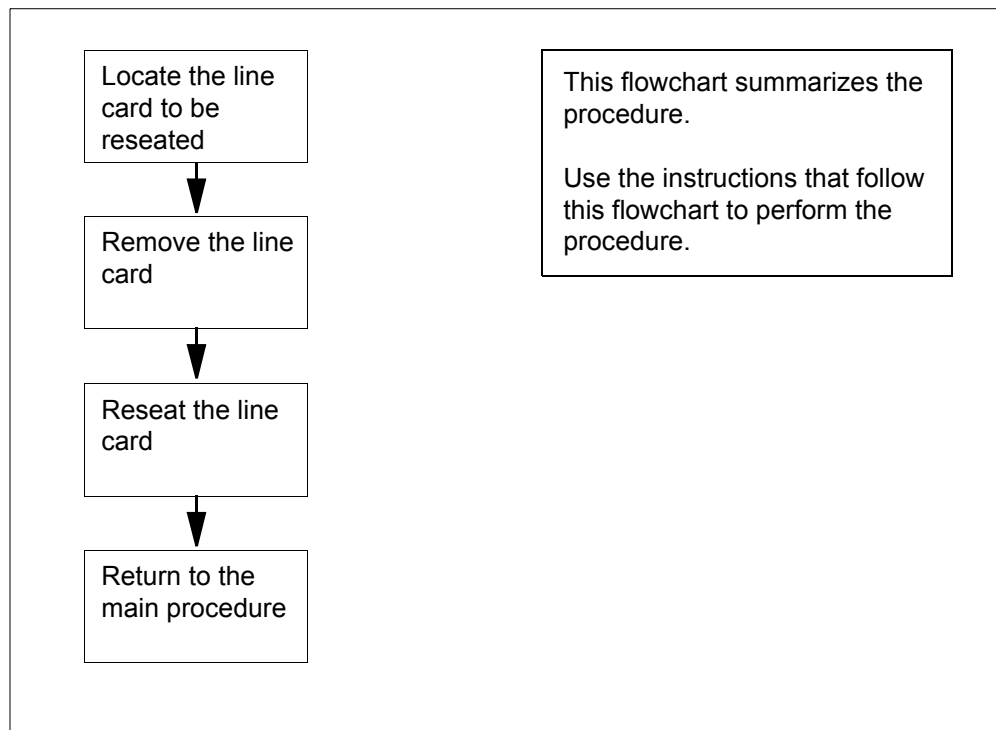 Locate the line
card to be
reseated
Remove the line
card
Reseat the line
card
Return to the
main procedure
This flowchart summarizes the
procedure.
Use the instructions that follow
this flowchart to perform the
procedure.